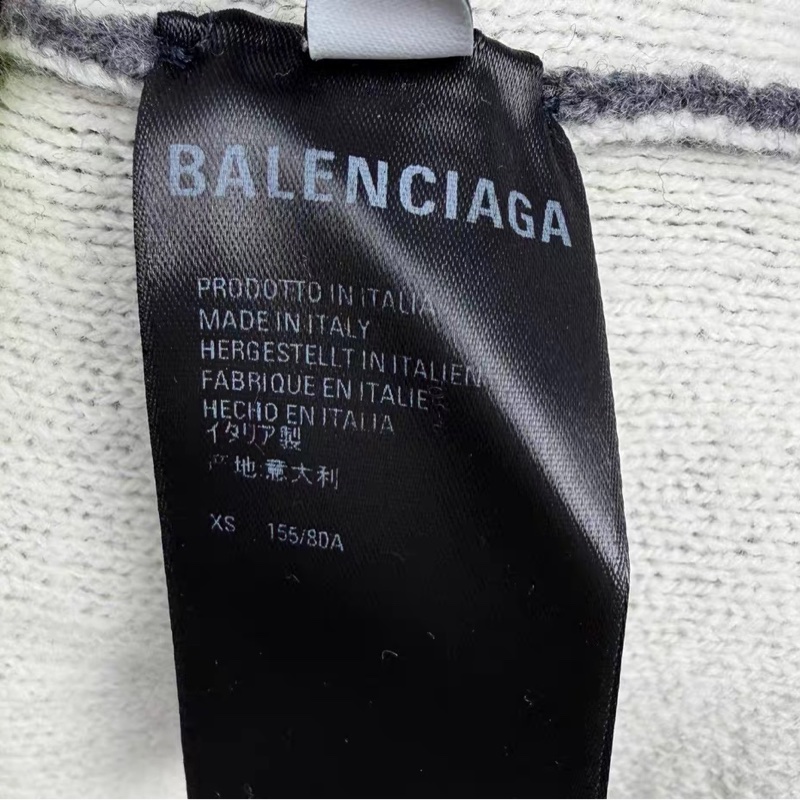 BALENCIAGA
PRODOTTO IN ITALIA
MADE IN ITALY
HERGESTELLT IN ITALIEN
FABRIQUE EN ITALIE
HECHO EN ITALIA
イタリア製
产地:意大利
XS 155/80A